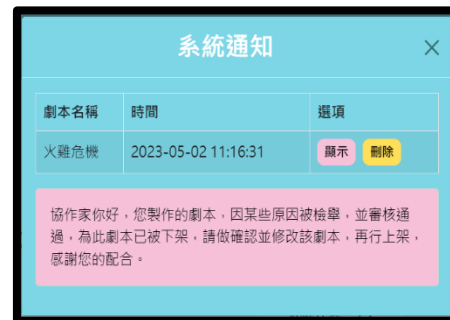 系統通知
劇本名稱 時間 選項
火雞危機 2023-05-02 11:16:31 顯示 刪除
協作家你好，您製作的劇本，因某些原因被檢舉，並審核通
過，為此劇本已被下架，請做確認並修改該劇本，再行上架，
感謝您的配合。